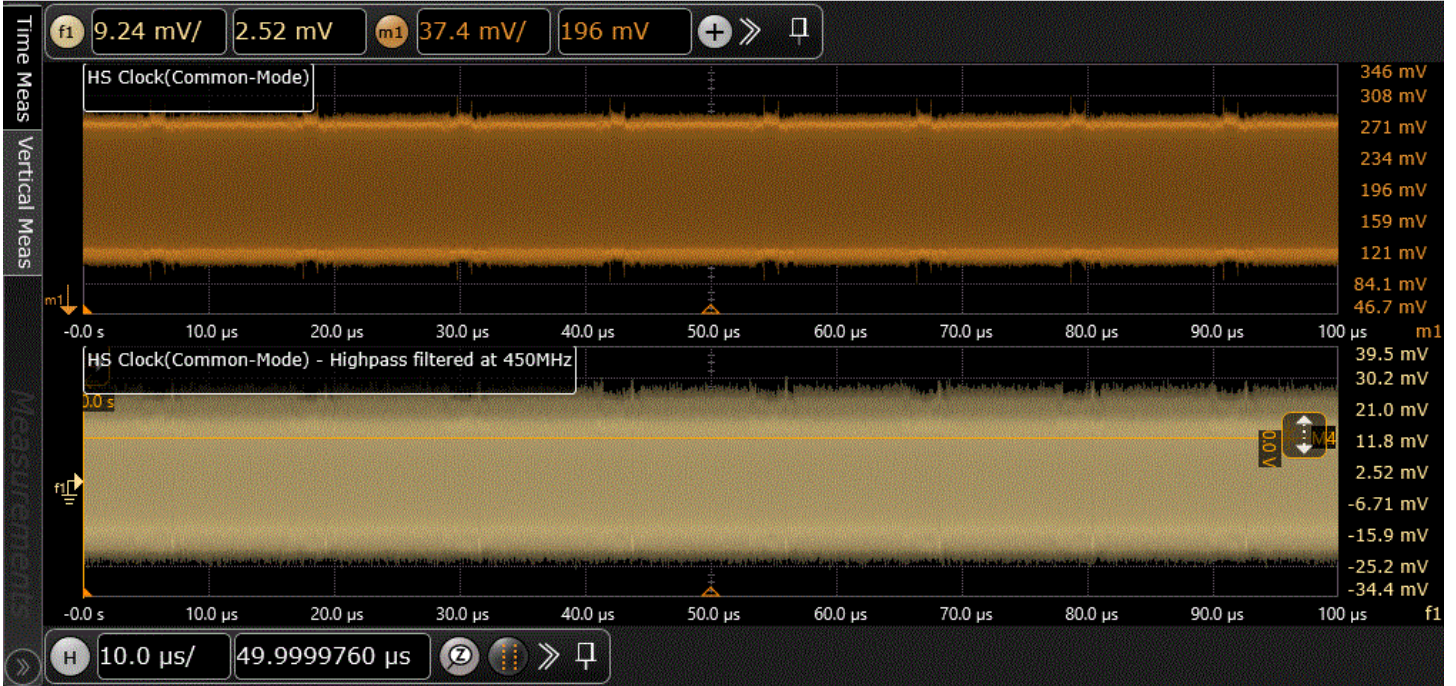 Time Meas
Vertical Meas
Measurements
f1 9.24 mV/ 2.52 mV m1 37.4 mV/ 196 mV
HS Clock(Common-Mode)
346 mV
308 mV
271 mV
234 mV
196 mV
159 mV
121 mV
84.1 mV
46.7 mV
m1
-0.0 s 10.0 µs 20.0 µs 30.0 µs 40.0 µs 50.0 µs 60.0 µs 70.0 µs 80.0 µs 90.0 µs 100 µs m1
HS Clock(Common-Mode) - Highpass filtered at 450MHz
0.0 s
39.5 mV
30.2 mV
21.0 mV
11.8 mV
2.52 mV
-6.71 mV
-15.9 mV
-25.2 mV
-34.4 mV
0.0 V
M4
f1
-0.0 s 10.0 µs 20.0 µs 30.0 µs 40.0 µs 50.0 µs 60.0 µs 70.0 µs 80.0 µs 90.0 µs 100 µs f1
H 10.0 µs/ 49.9999760 µs Z